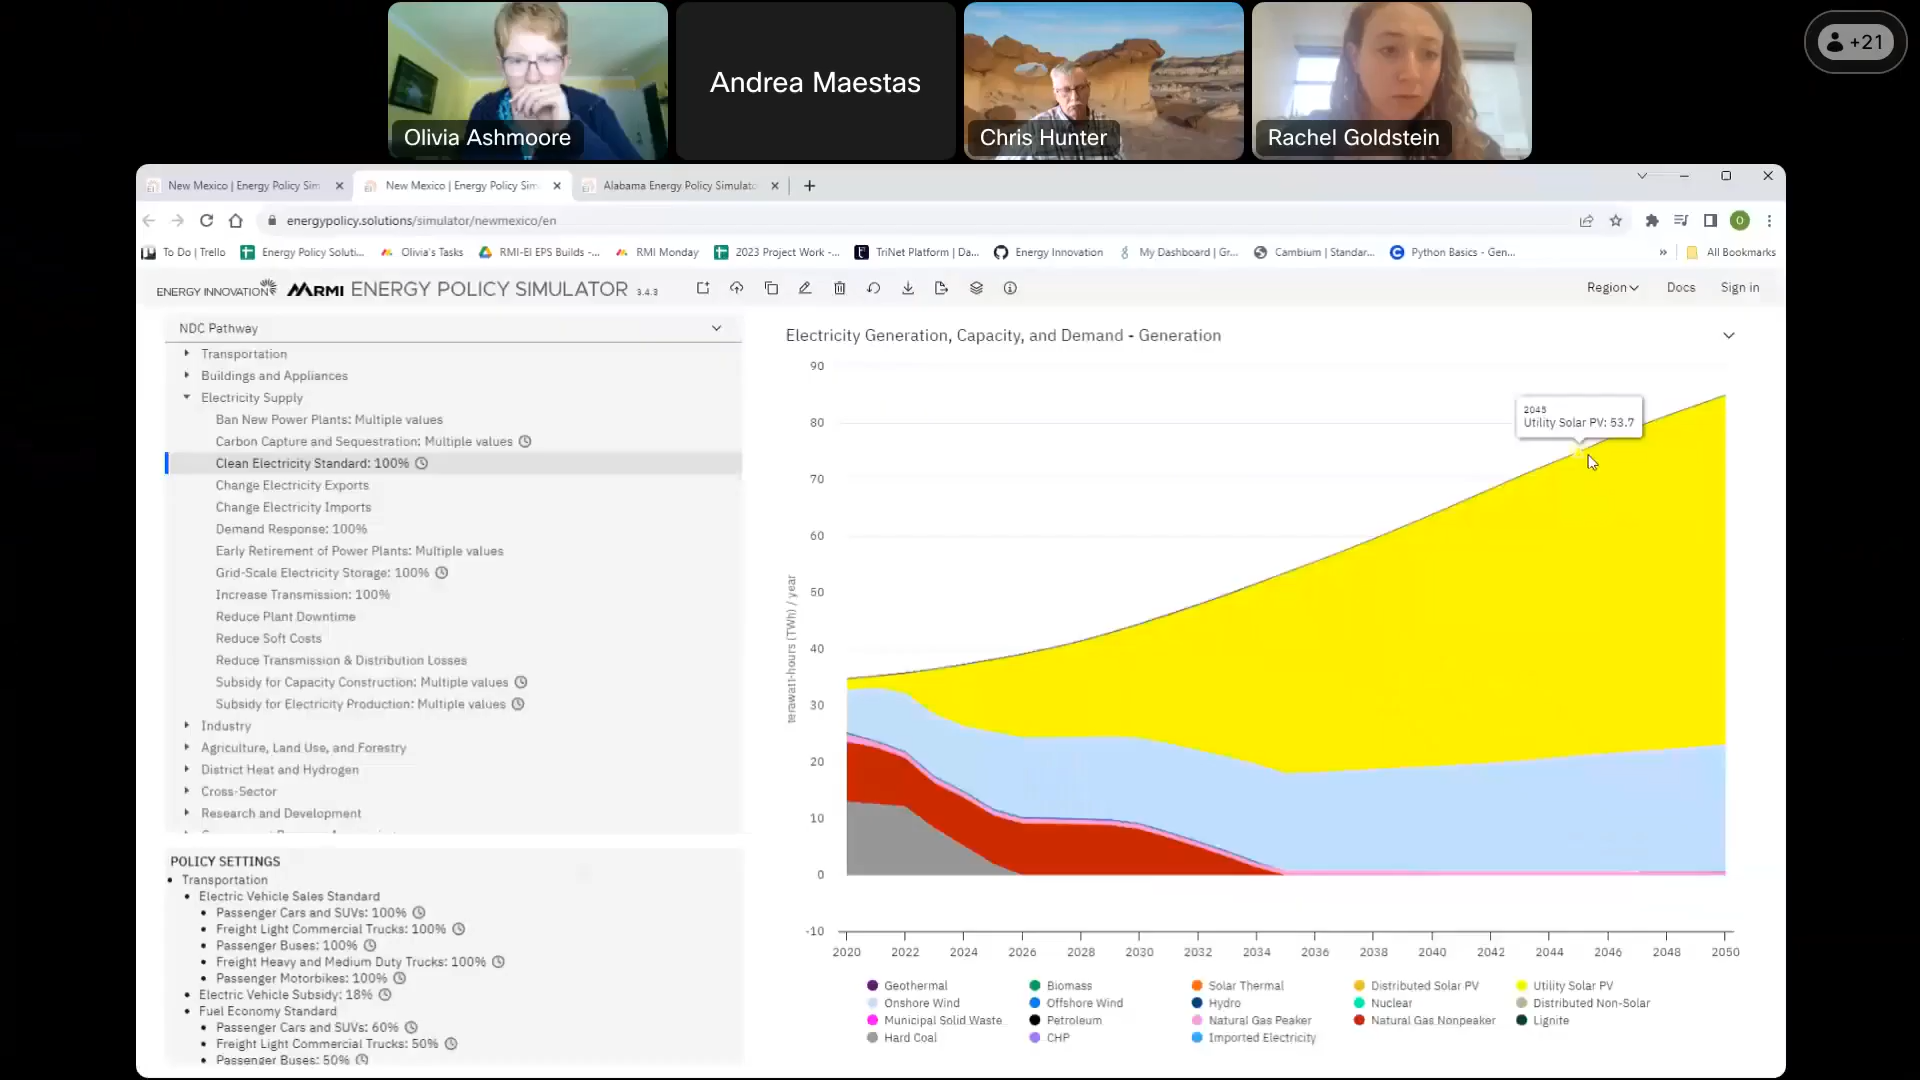 Olivia Ashmoore
Andrea Maestas
Chris Hunter
Rachel Goldstein
+21
New Mexico | Energy Policy Sim
New Mexico | Energy Policy Sim
Alabama Energy Policy Simulato
energypolicy.solutions/simulator/newmexico/en
O
To Do | Trello
Energy Policy Soluti...
Olivia's Tasks
RMI-EI EPS Builds -...
RMI Monday
2023 Project Work -...
TriNet Platform | Da...
Energy Innovation
My Dashboard | Gr...
Cambium | Standar...
Python Basics - Gen...
»
All Bookmarks
ENERGY INNOVATION RMI ENERGY POLICY SIMULATOR 3.4.3
Region
Docs
Sign in
NDC Pathway
Transportation
Buildings and Appliances
Electricity Supply
Ban New Power Plants: Multiple values
Carbon Capture and Sequestration: Multiple values
Clean Electricity Standard: 100%
Change Electricity Exports
Change Electricity Imports
Demand Response: 100%
Early Retirement of Power Plants: Multiple values
Grid-Scale Electricity Storage: 100%
Increase Transmission: 100%
Reduce Plant Downtime
Reduce Soft Costs
Reduce Transmission & Distribution Losses
Subsidy for Capacity Construction: Multiple values
Subsidy for Electricity Production: Multiple values
Industry
Agriculture, Land Use, and Forestry
District Heat and Hydrogen
Cross-Sector
Research and Development
POLICY SETTINGS
Transportation
Electric Vehicle Sales Standard
Passenger Cars and SUVs: 100%
Freight Light Commercial Trucks: 100%
Passenger Buses: 100%
Freight Heavy and Medium Duty Trucks: 100%
Passenger Motorbikes: 100%
Electric Vehicle Subsidy: 18%
Fuel Economy Standard
Passenger Cars and SUVs: 60%
Freight Light Commercial Trucks: 50%
Passenger Buses: 50%
Electricity Generation, Capacity, and Demand - Generation
90
80
70
60
50
40
30
20
10
0
-10
terawatt-hours (TWh) / year
2045
Utility Solar PV: 53.7
2020 2022 2024 2026 2028 2030 2032 2034 2036 2038 2040 2042 2044 2046 2048 2050
Geothermal Biomass Solar Thermal Distributed Solar PV Utility Solar PV
Onshore Wind Offshore Wind Hydro Nuclear Distributed Non-Solar
Municipal Solid Waste Petroleum Natural Gas Peaker Natural Gas Nonpeaker Lignite
Hard Coal CHP Imported Electricity